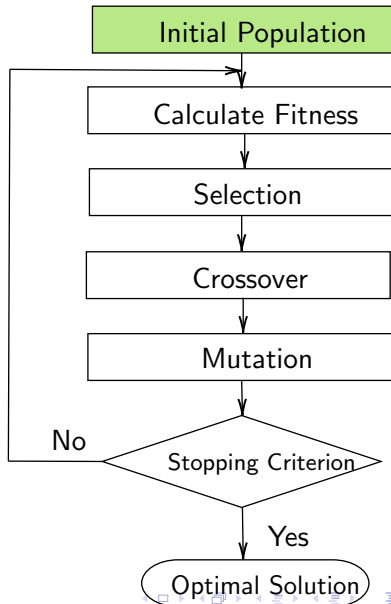 Initial Population
Calculate Fitness
Selection
Crossover
Mutation
Stopping Criterion
No
Yes
Optimal Solution